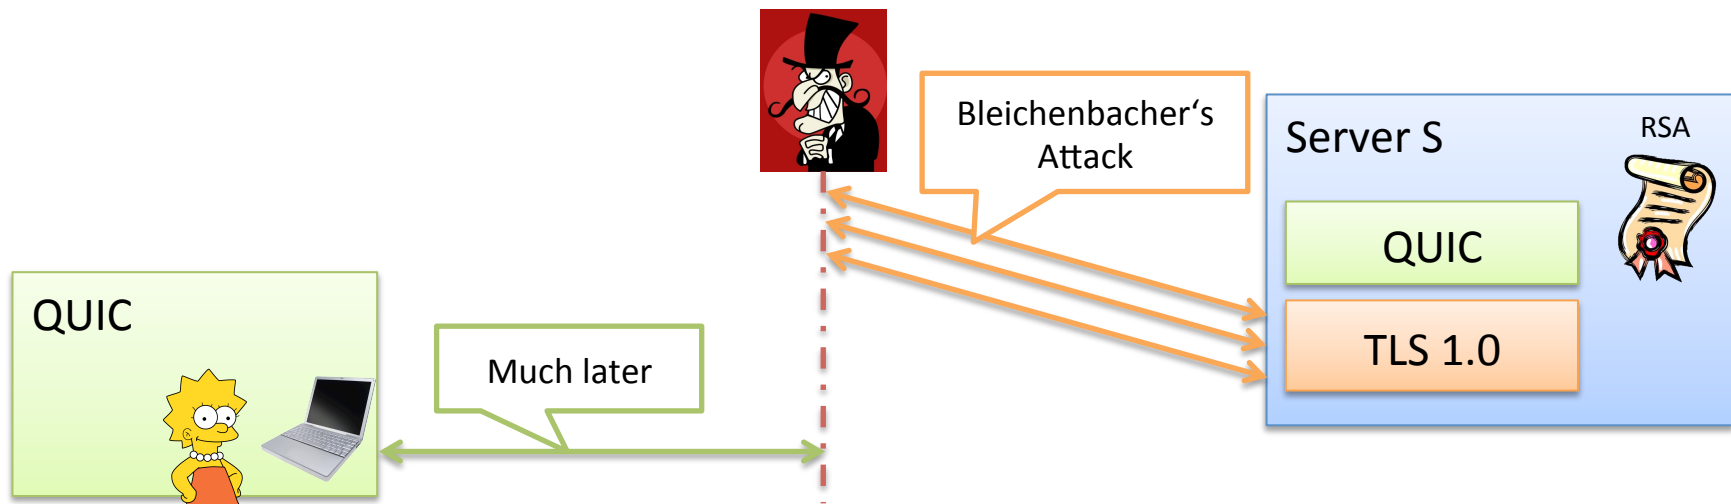 Bleichenbacher‘s
Attack
Server S
RSA
QUIC
TLS 1.0
QUIC
Much later